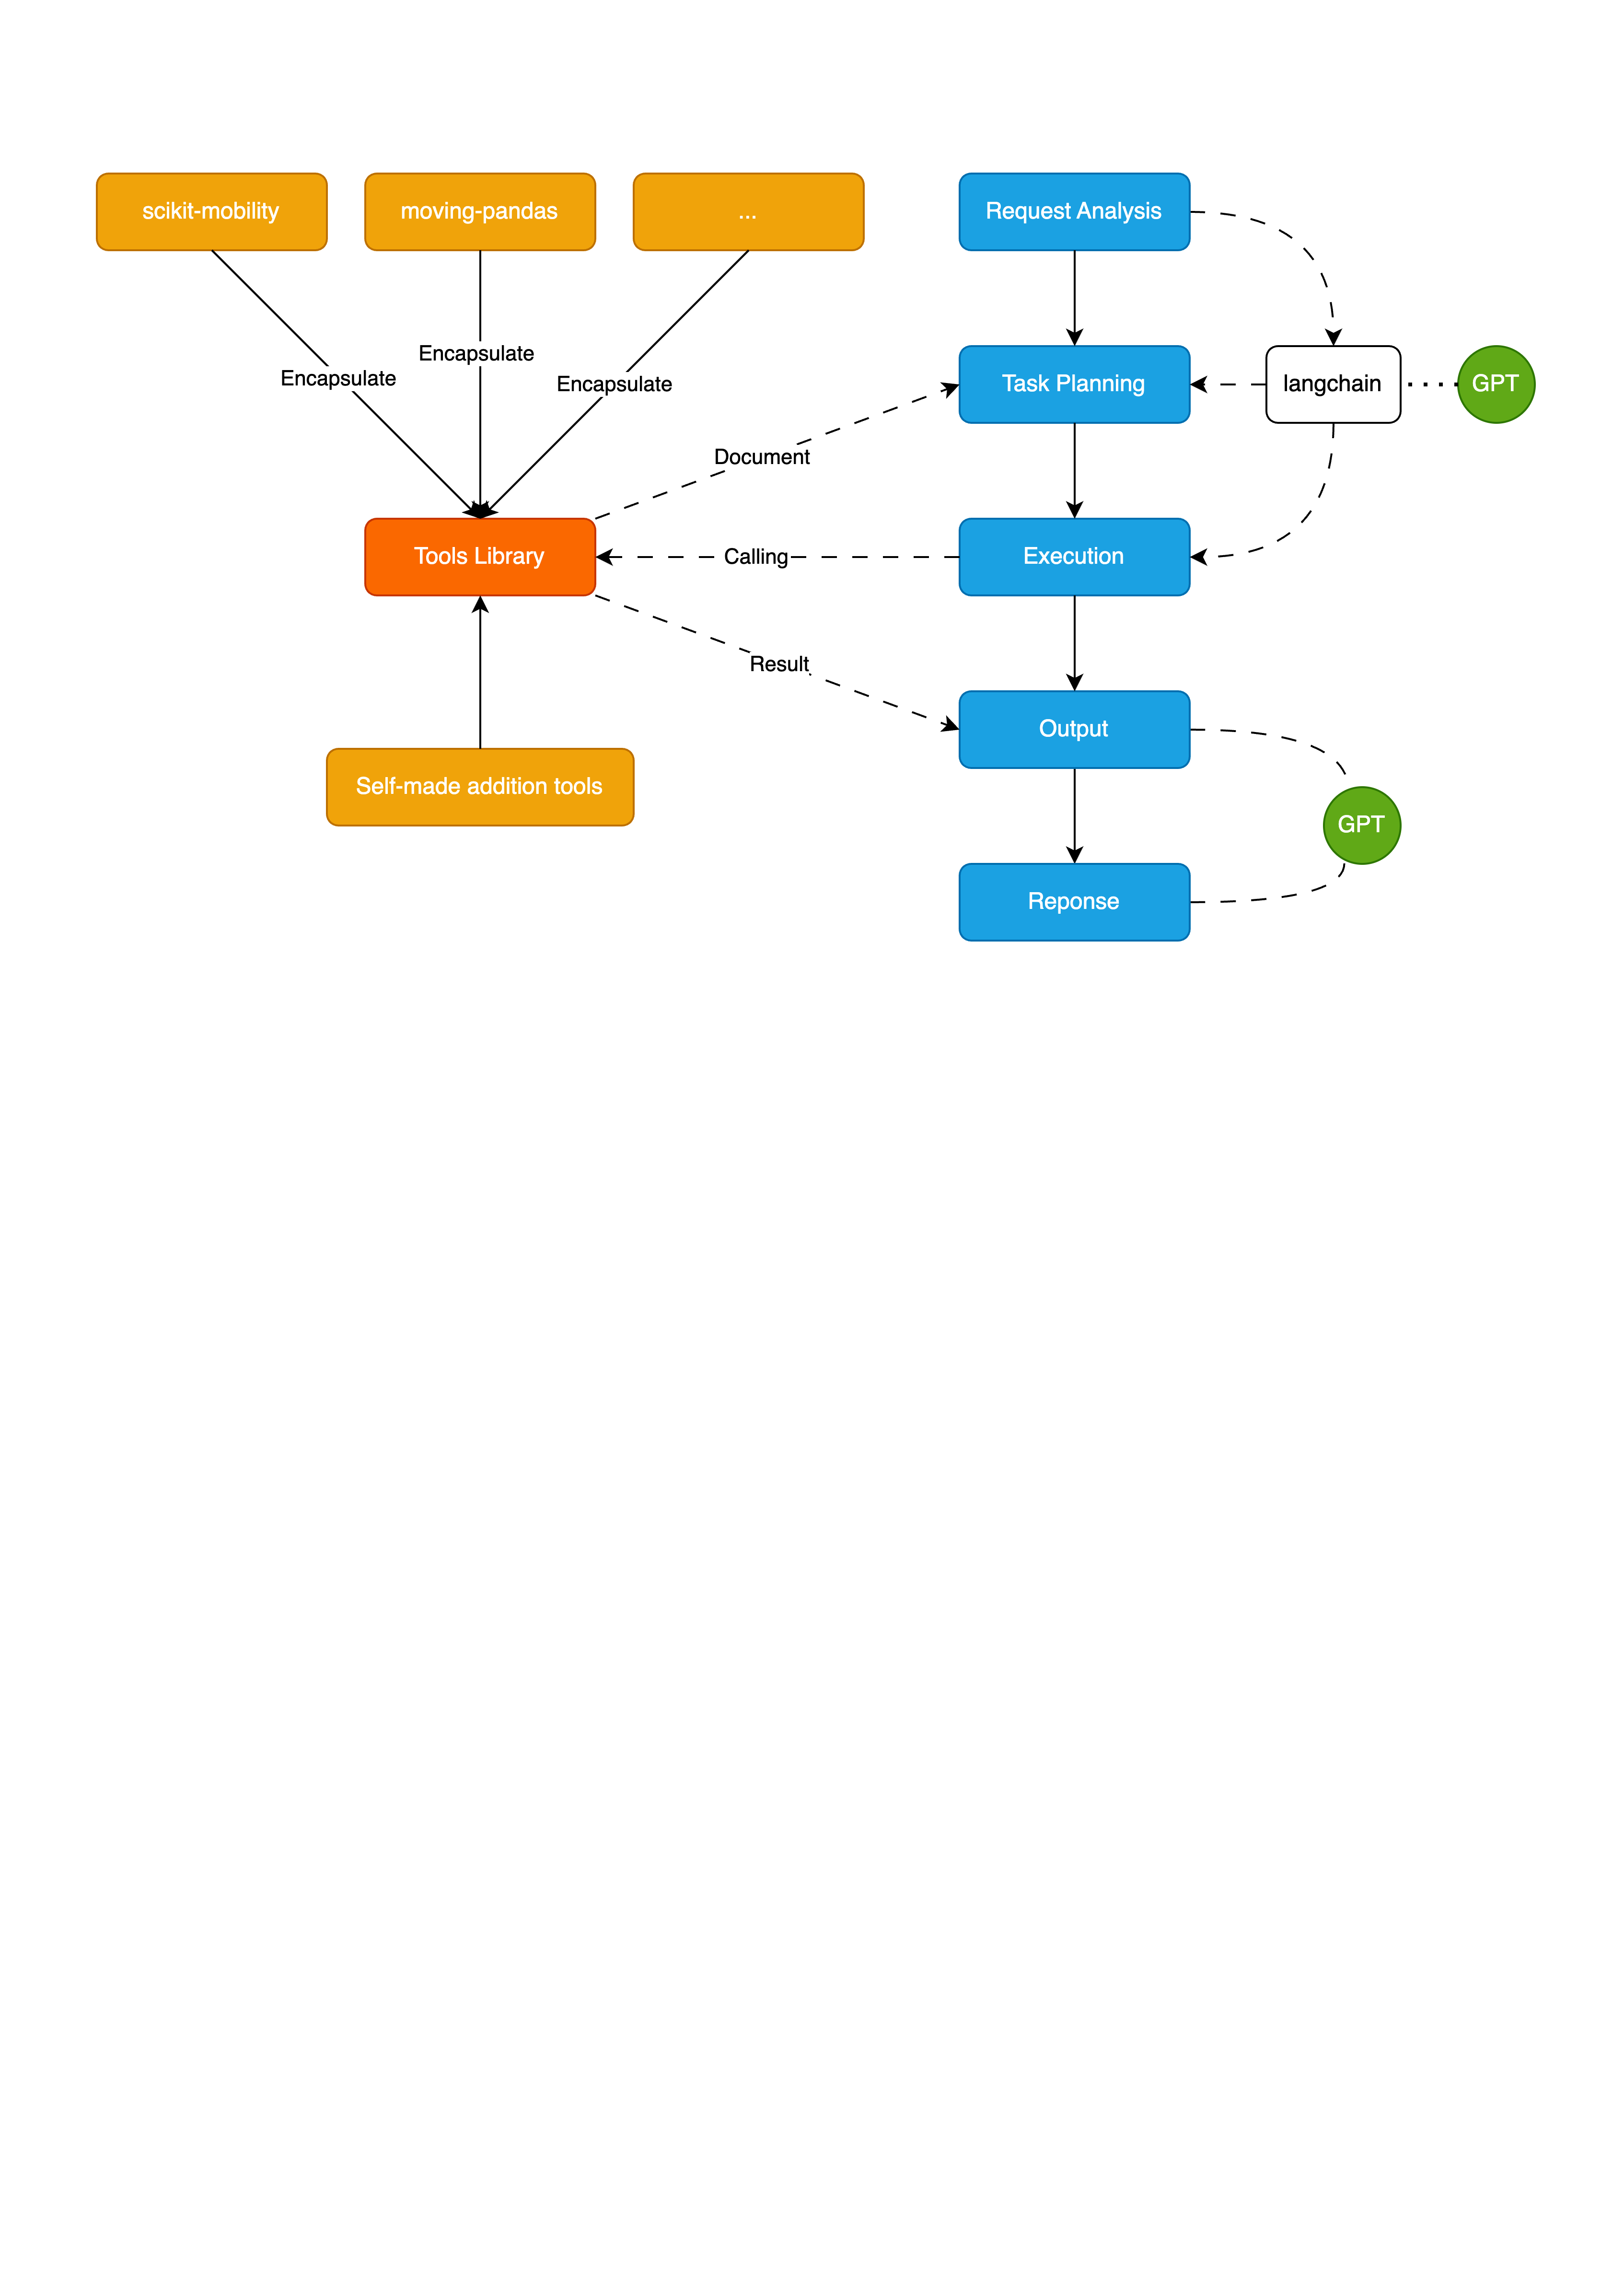 scikit-mobility
moving-pandas
...
Request Analysis
Encapsulate
Encapsulate
Encapsulate
Task Planning
langchain
GPT
Document
Tools Library
Calling
Execution
Result
Output
Self-made addition tools
GPT
Reponse